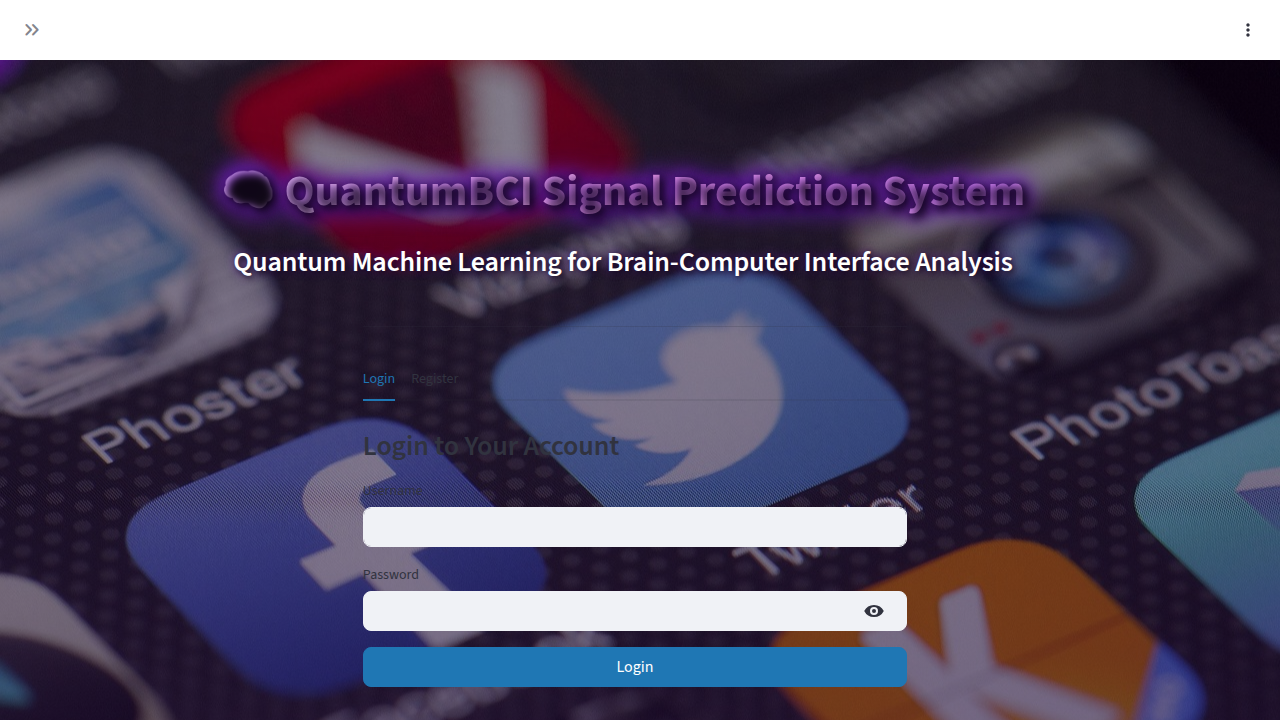 QuantumBCI Signal Prediction System
Quantum Machine Learning for Brain-Computer Interface Analysis
Login Register
Login to Your Account
Username
Password
Login
Phoster
PhotoToas
Twitter